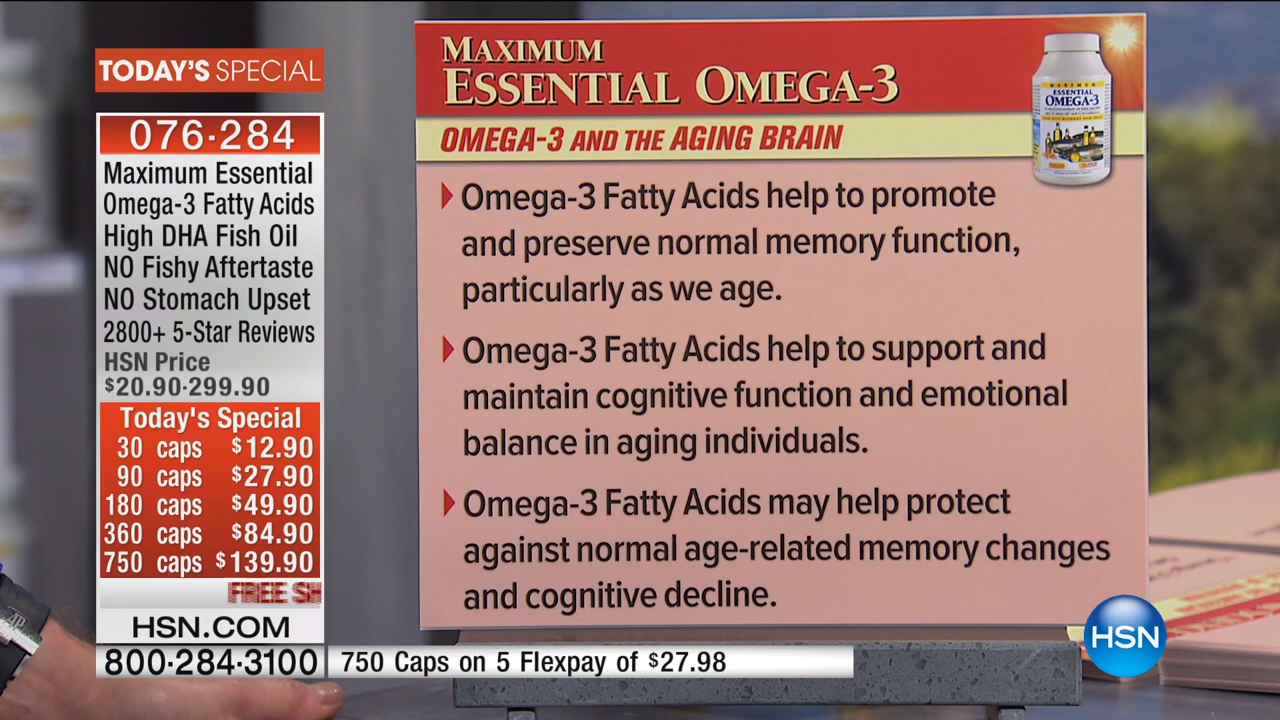 TODAY'S SPECIAL
076·284
Maximum Essential
Omega-3 Fatty Acids
High DHA Fish Oil
NO Fishy Aftertaste
NO Stomach Upset
2800+ 5-Star Reviews
HSN Price
$20.90-299.90
Today's Special
30 caps $12.90
90 caps $27.90
180 caps $49.90
360 caps $84.90
750 caps $139.90
FREE SH
HSN.COM
800·284·3100
750 Caps on 5 Flexpay of $27.98
MAXIMUM
ESSENTIAL OMEGA-3
OMEGA-3 AND THE AGING BRAIN
Omega-3 Fatty Acids help to promote
and preserve normal memory function,
particularly as we age.
Omega-3 Fatty Acids help to support and
maintain cognitive function and emotional
balance in aging individuals.
Omega-3 Fatty Acids may help protect
against normal age-related memory changes
and cognitive decline.
MAXIMUM
ESSENTIAL
OMEGA-3
HSN